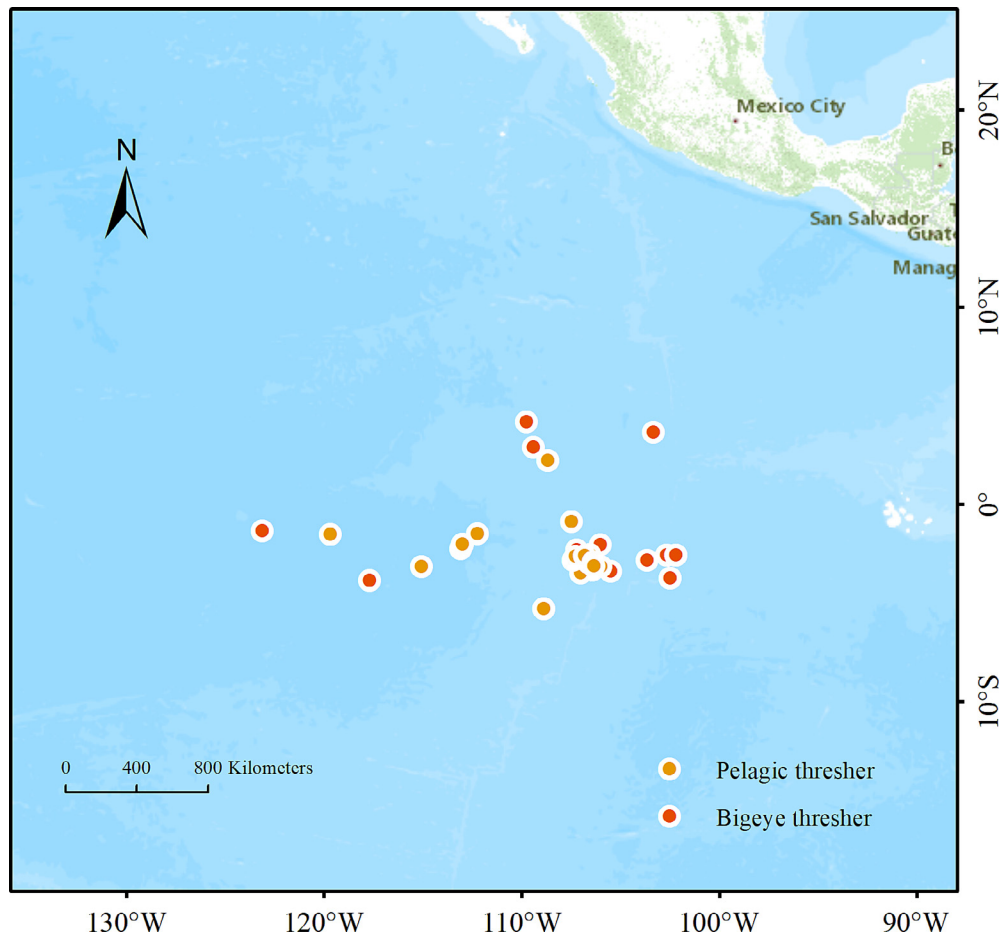 Mexico City
20°N
N
B
San Salvador
T
Guate
Manag
10°N
0°
10°S
0 400 800 Kilometers
Pelagic thresher
Bigeye thresher
130°W 120°W 110°W 100°W 90°W